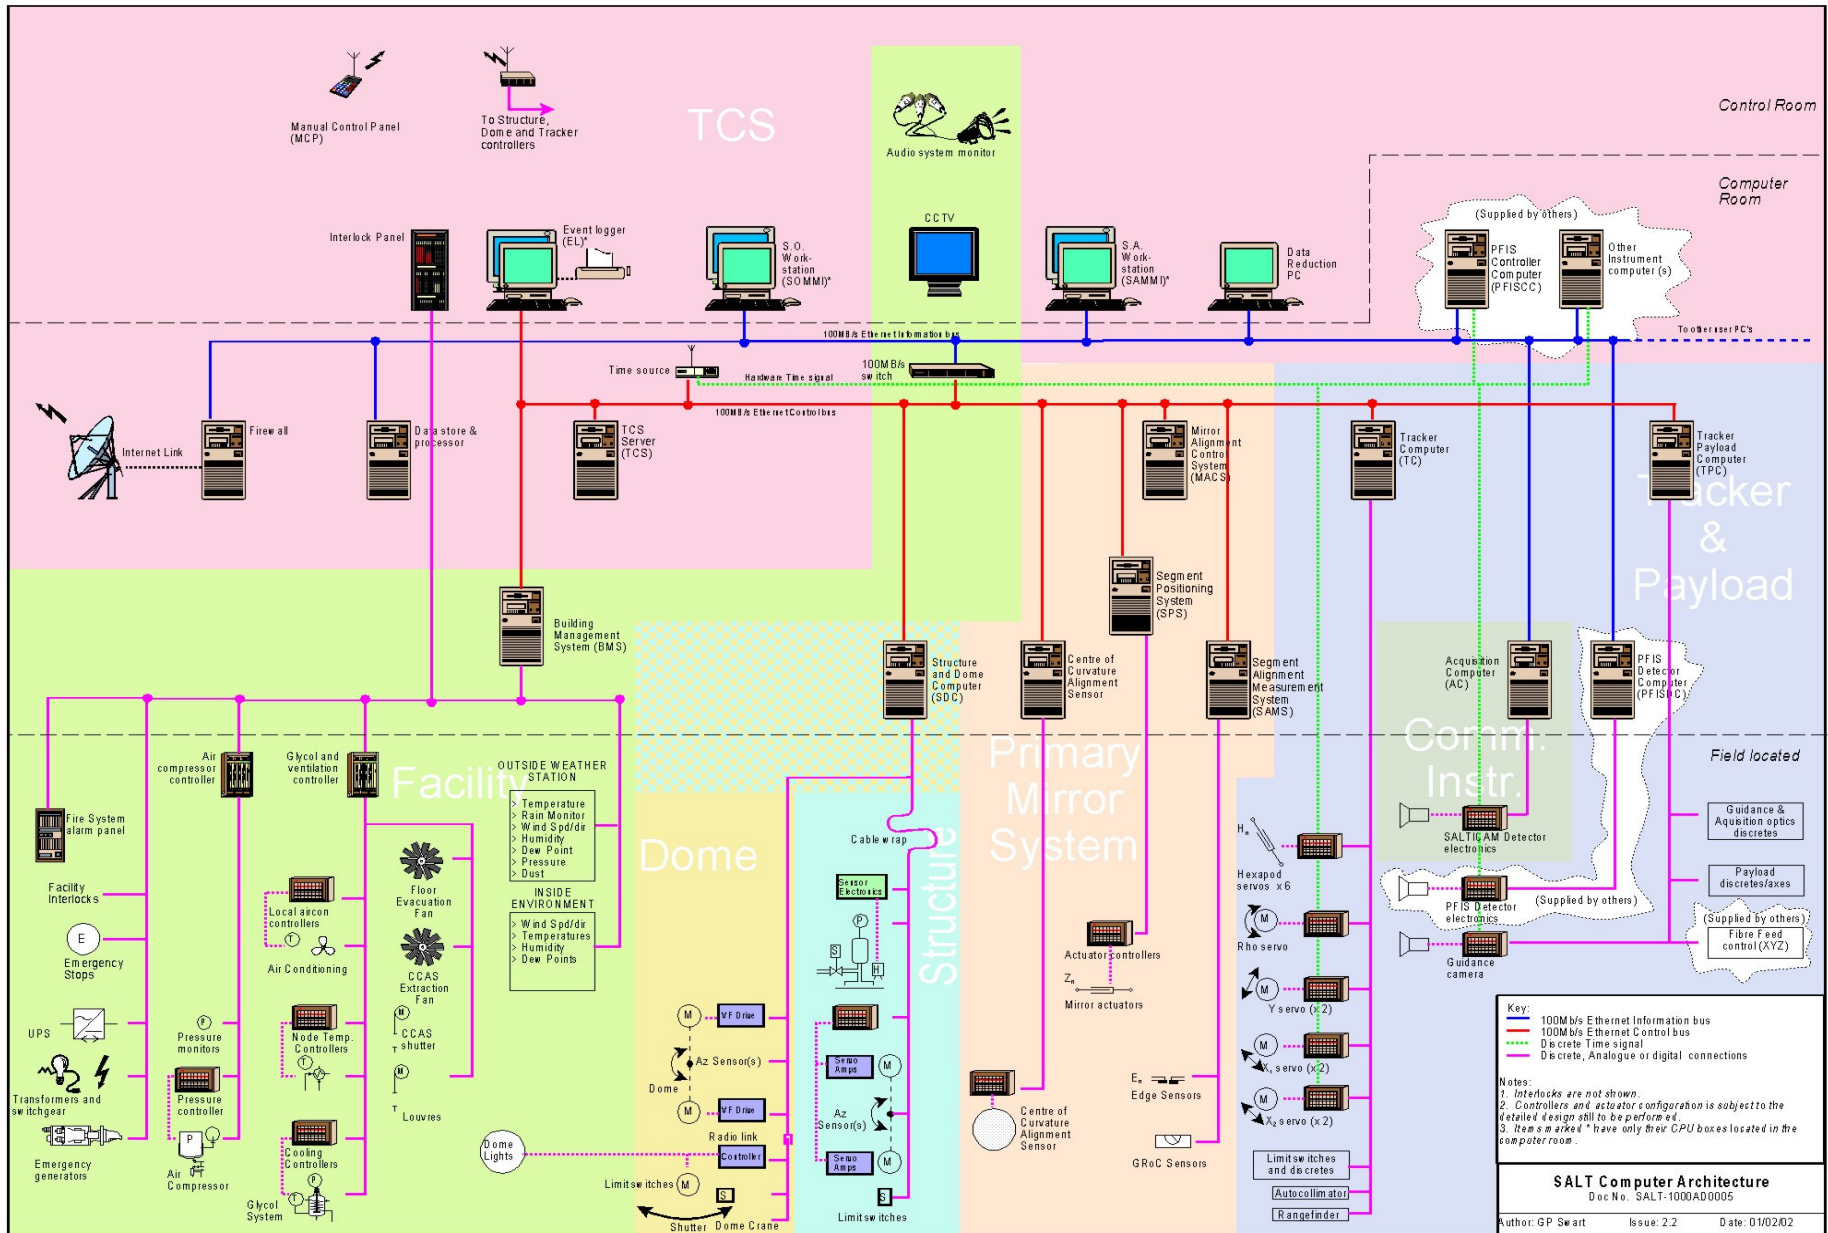 Control Room
TCS
Manual Control Panel
(MCP)
To Structure,
Dome and Tracker
controllers
Audio system monitor
Computer
Room
(Supplied by others)
Interlock Panel
Event logger
(EL)*
S.O.
Work-
station
(SOMMI)*
CCTV
S.A.
Work-
station
(SAMMI)*
Data
Reduction
PC
PFIS
Controller
Computer
(PFISCC)
Other
Instrument
computer (s)
100MB/s Ethernet Information bus
To other user PC's
Time source
Hardware Time signal
100MB/s
switch
100MB/s Ethernet Control bus
Internet Link
Firewall
Data store &
processor
TCS
Server
(TCS)
Mirror
Alignment
Control
System
(MACS)
Tracker
Computer
(TC)
Tracker
Payload
Computer
(TPC)
Tracker
&
Payload
Building
Management
System (BMS)
Segment
Positioning
System
(SPS)
Structure
and Dome
Computer
(SDC)
Centre of
Curvature
Alignment
Sensor
Segment
Alignment
Measurement
System
(SAMS)
Acquisition
Computer
(AC)
PFIS
Detector
Computer
(PFISDC)
Field located
Facility
Dome
Structure
Primary
Mirror
System
Comm.
Instr.
Air
compressor
controller
Glycol and
ventilation
controller
Fire System
alarm panel
OUTSIDE WEATHER
STATION
> Temperature
> Rain Monitor
> Wind Spd/dir
> Humidity
> Dew Point
> Pressure
> Dust
INSIDE
ENVIRONMENT
> Wind Spd/dir
> Temperatures
> Humidity
> Dew Points
Facility
Interlocks
E
Emergency
Stops
UPS
Transformers and
switchgear
Emergency
generators
P
Pressure
monitors
Pressure
controller
P
Air
Compressor
Local aircon
controllers
T
Air Conditioning
Node Temp.
Controllers
T
Cooling
Controllers
P
T
Glycol
System
Floor
Evacuation
Fan
CCAS
Extraction
Fan
M
CCAS
shutter
T
M
T
Louvres
Cable wrap
Sensor
Electronics
P
S
H
M
VF Drive
Az Sensor(s)
Dome
M
VF Drive
Radio link
Controller
Dome
Lights
Limit switches
M
S
Shutter
Dome Crane
Servo
Amps
M
Az
Sensor(s)
Servo
Amps
M
S
Limit switches
Actuator controllers
Zn
Mirror actuators
Centre of
Curvature
Alignment
Sensor
En
Edge Sensors
GRoC Sensors
Hn
Hexapod
servos x 6
M
Rho servo
M
Y servo (x 2)
M
X, servo (x 2)
M
X2 servo (x 2)
Limit switches
and discretes
Autocollimator
Rangefinder
SALTICAM Detector
electronics
PFIS Detector
electronics
(Supplied by others)
Guidance
camera
Guidance &
Aquisition optics
discretes
Payload
discretes/axes
(Supplied by others)
Fibre Feed
control (XYZ)
Key:
100Mb/s Ethernet Information bus
100Mb/s Ethernet Control bus
Discrete Time signal
Discrete, Analogue or digital connections
Notes:
1. Interlocks are not shown.
2. Controllers and actuator configuration is subject to the
detailed design still to be performed.
3. Items marked * have only their CPU boxes located in the
computer room.
SALT Computer Architecture
Doc No. SALT-1000AD0005
Author: GP Swart
Issue: 2.2
Date: 01/02/02